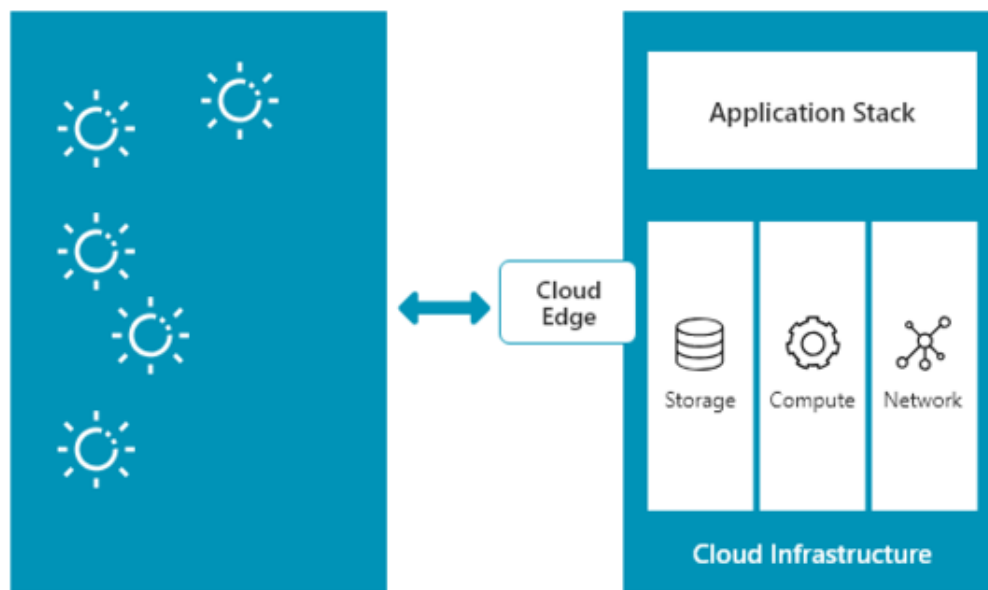 Application Stack
Cloud
Edge
Storage
Compute
Network
Cloud Infrastructure